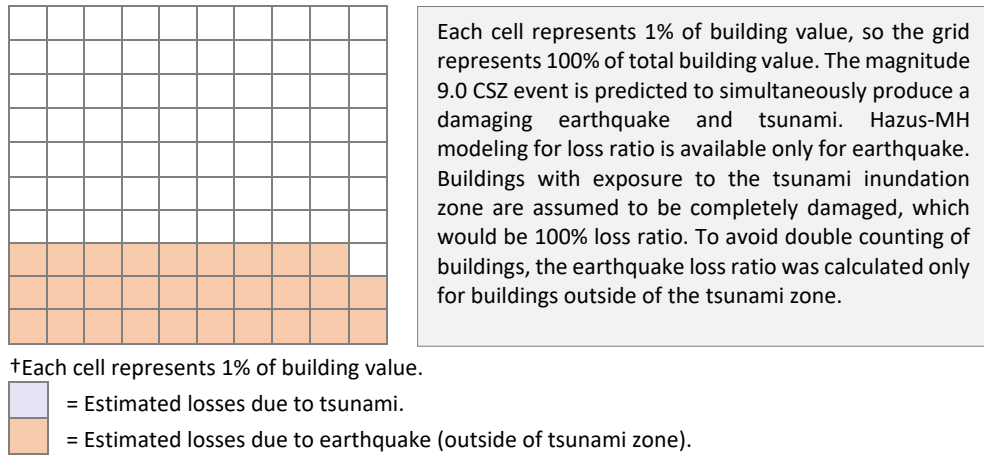 Each cell represents 1% of building value, so the grid
represents 100% of total building value. The magnitude
9.0 CSZ event is predicted to simultaneously produce a
damaging earthquake and tsunami. Hazus-MH
modeling for loss ratio is available only for earthquake.
Buildings with exposure to the tsunami inundation
zone are assumed to be completely damaged, which
would be 100% loss ratio. To avoid double counting of
buildings, the earthquake loss ratio was calculated only
for buildings outside of the tsunami zone.
†Each cell represents 1% of building value.
= Estimated losses due to tsunami.
= Estimated losses due to earthquake (outside of tsunami zone).